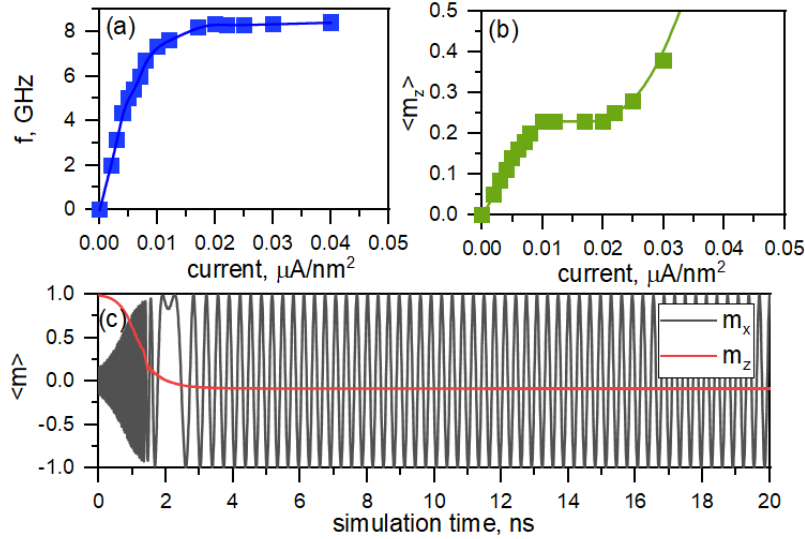 (a)
f, GHz
8
6
4
2
0
0.00 0.01 0.02 0.03 0.04 0.05
current, μA/nm²
(b)
<m_z>
0.5
0.4
0.3
0.2
0.1
0.0
0.00 0.01 0.02 0.03 0.04 0.05
current, μA/nm²
(c)
<m>
1.0
0.5
0.0
-0.5
-1.0
m_x
m_z
0 2 4 6 8 10 12 14 16 18 20
simulation time, ns